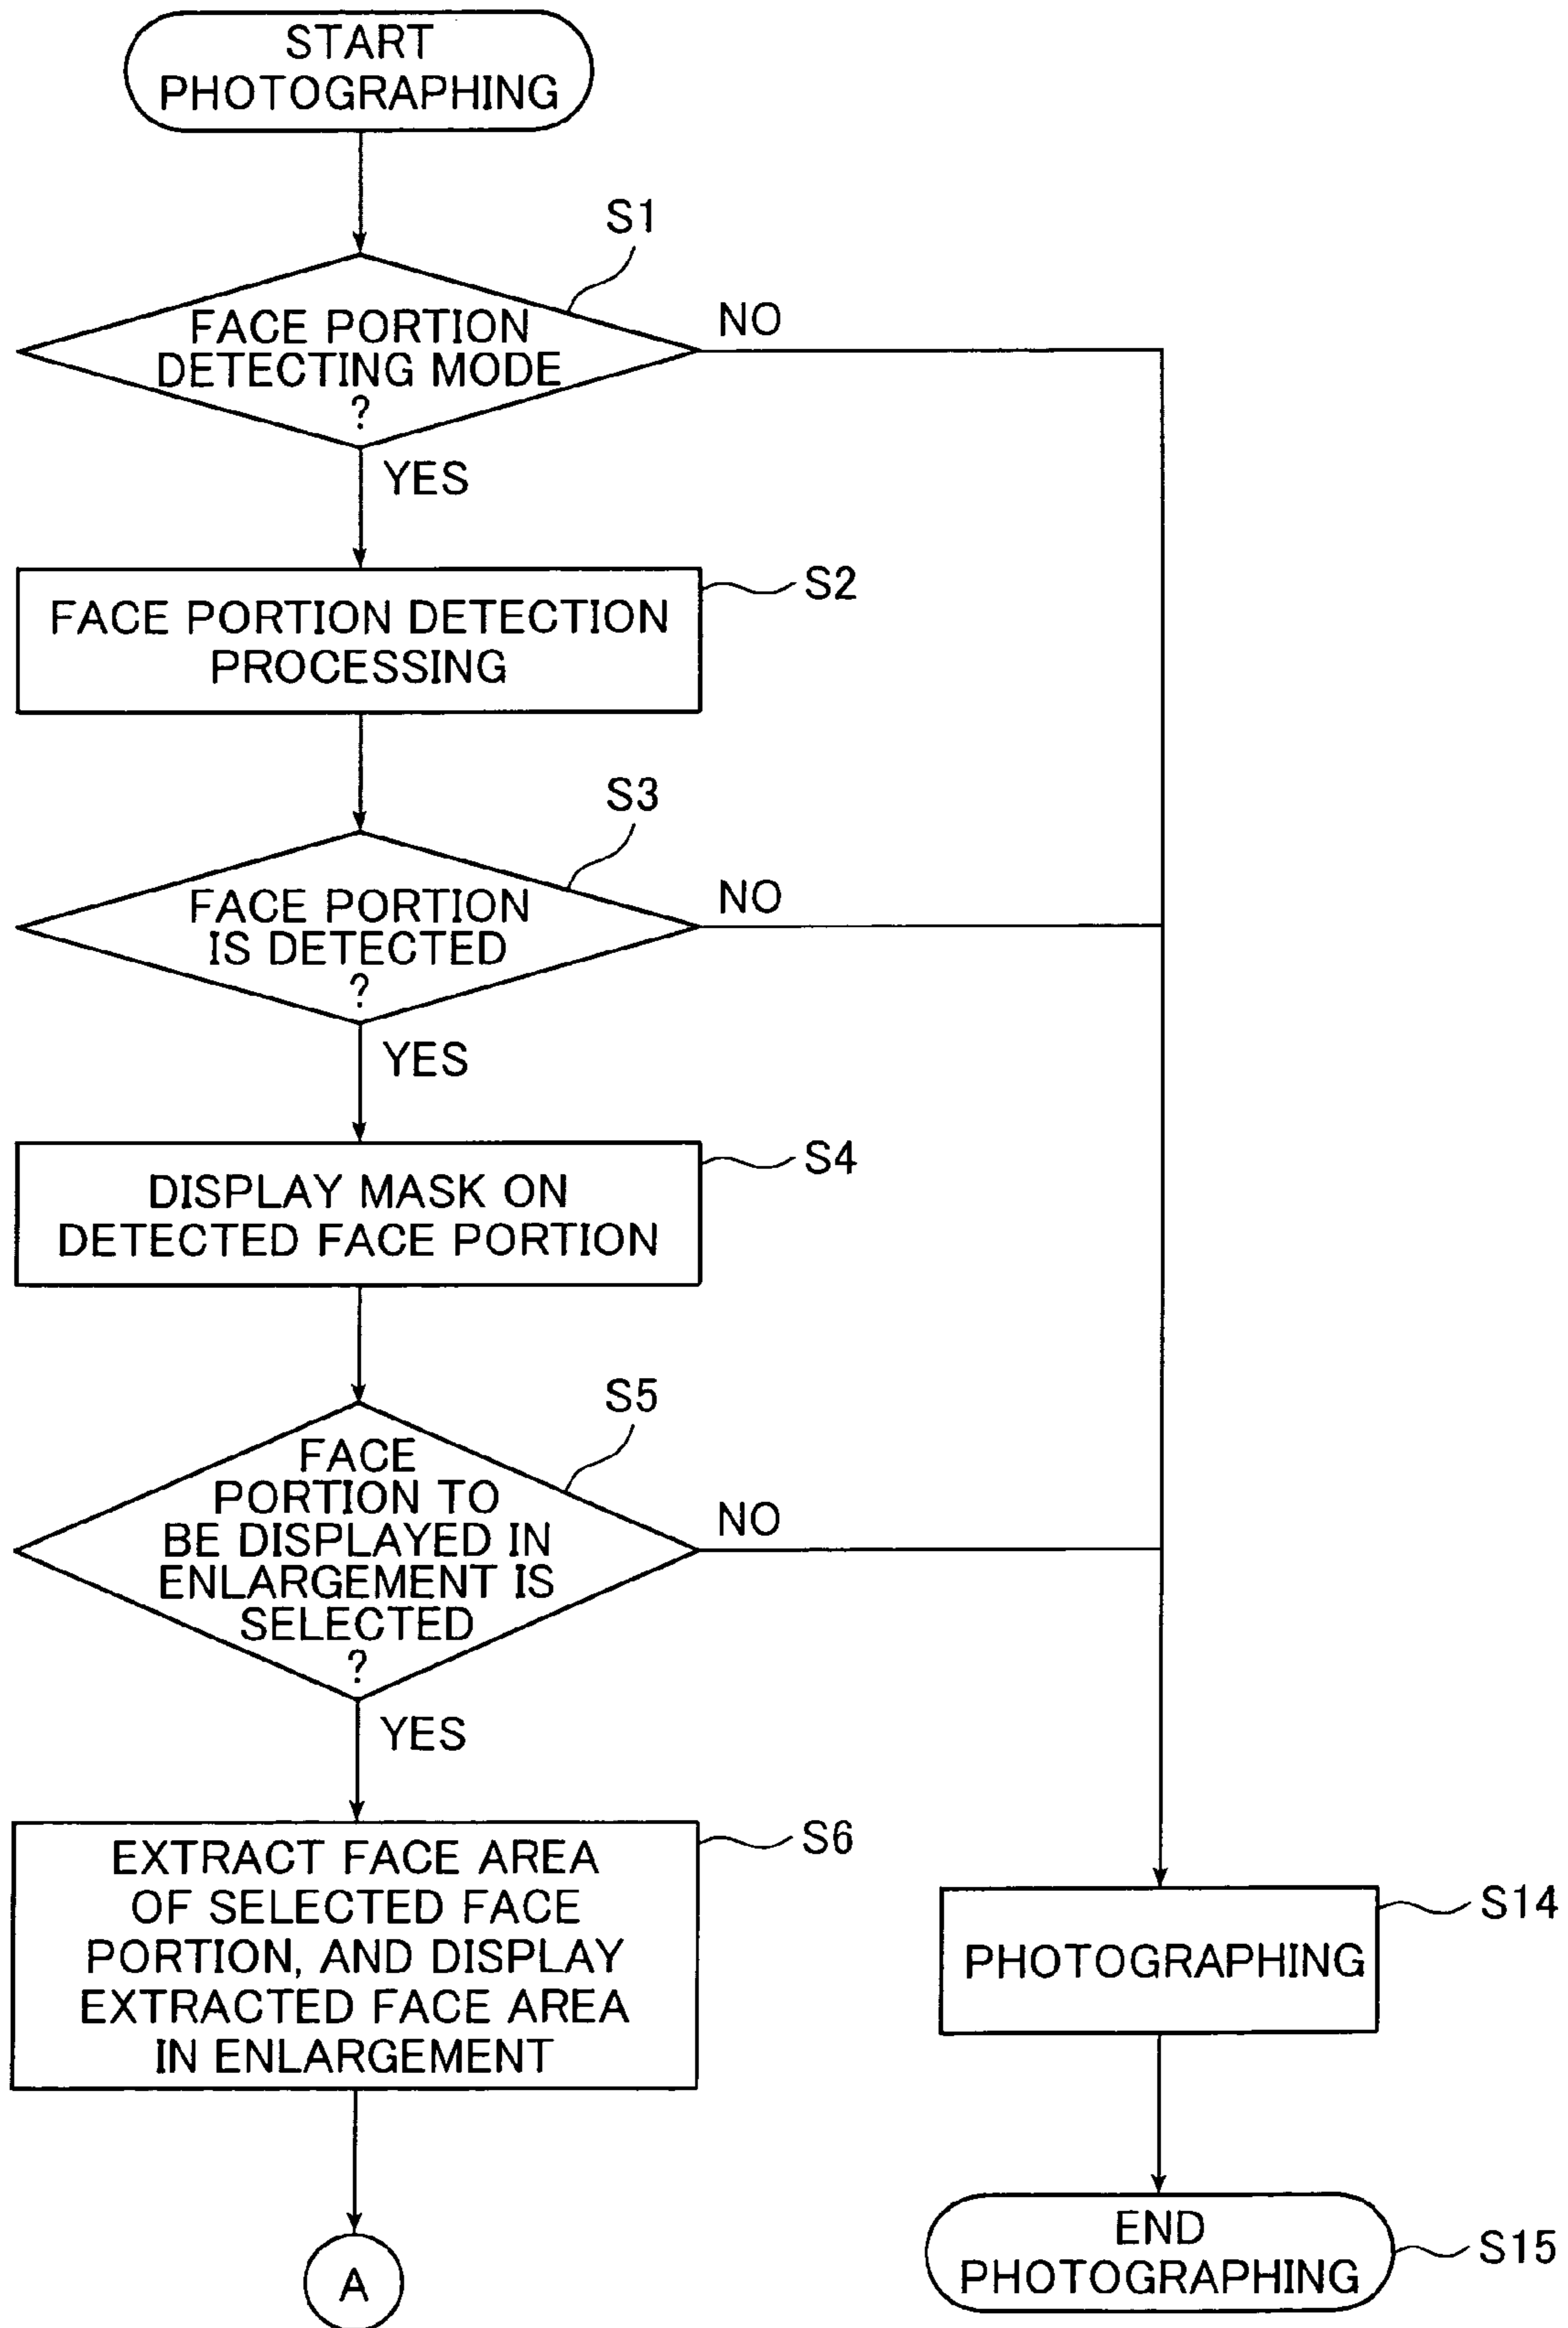 START
PHOTOGRAPHING
S1
FACE PORTION
DETECTING MODE
?
NO
YES
S2
FACE PORTION DETECTION
PROCESSING
S3
FACE PORTION
IS DETECTED
?
NO
YES
S4
DISPLAY MASK ON
DETECTED FACE PORTION
S5
FACE
PORTION TO
BE DISPLAYED IN
ENLARGEMENT IS
SELECTED
?
NO
YES
S6
EXTRACT FACE AREA
OF SELECTED FACE
PORTION, AND DISPLAY
EXTRACTED FACE AREA
IN ENLARGEMENT
A
S14
PHOTOGRAPHING
END
PHOTOGRAPHING
S15